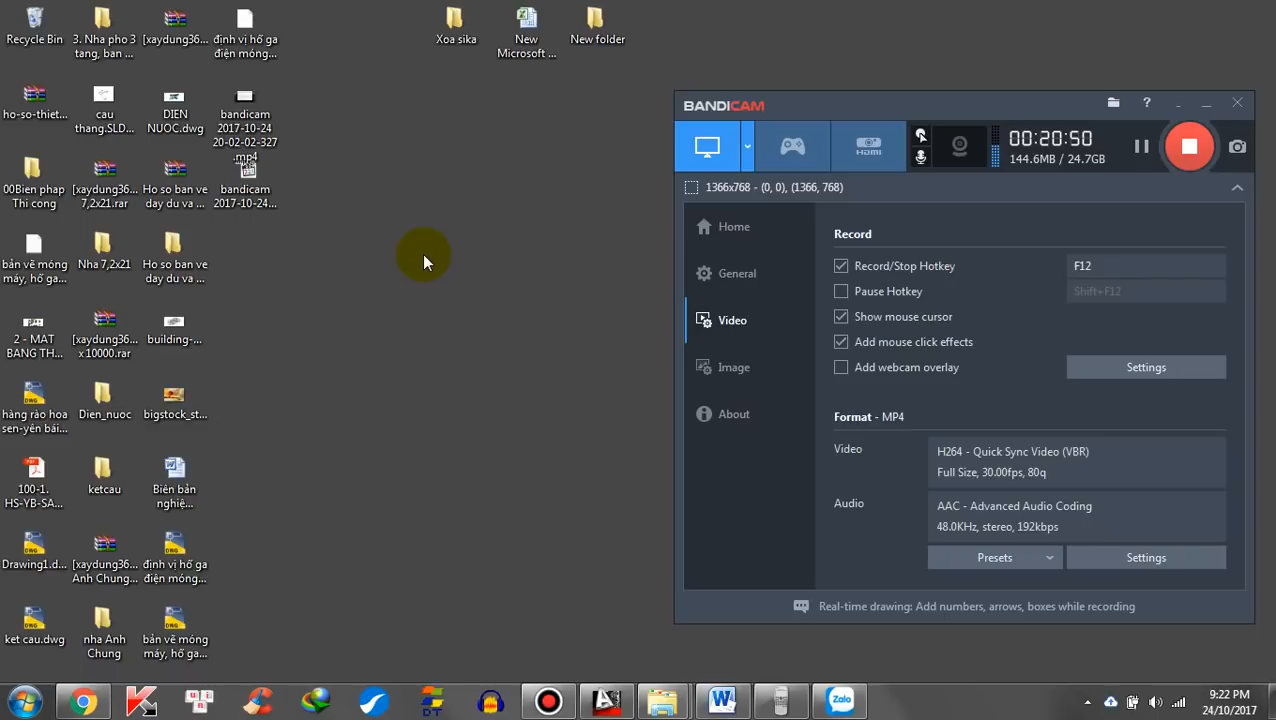 Recycle Bin
3. Nha pho 3
tang, ban ...
[xaydung36...
định vị hố ga
điện móng...
Xoa sika
New
Microsoft ...
New folder
ho-so-thiet...
cau
thang.SLD...
DIEN
NUOC.dwg
bandicam
2017-10-24
20-02-02-327
.mp4
00Bien phap
Thi cong
[xaydung36...
7,2x21.rar
Ho so ban ve
day du va ...
bandicam
2017-10-24...
bản vẽ móng
máy, hố ga...
Nha 7,2x21
Ho so ban ve
day du va ...
2 - MAT
BANG TH...
[xaydung36...
x 10000.rar
building-...
hàng rào hoa
sen-yên bái...
Dien_nuoc
bigstock_st...
100-1.
HS-YB-SA...
ketcau
Biên bản
nghiệ...
Drawing1.d...
[xaydung36...
Anh Chung...
định vị hố ga
điện móng...
ket cau.dwg
nha Anh
Chung
bản vẽ móng
máy, hố ga...
BANDICAM
?
HDMI
00:20:50
144.6MB / 24.7GB
1366x768 - (0, 0), (1366, 768)
Home
General
Video
Image
About
Record
Record/Stop Hotkey
F12
Pause Hotkey
Shift+F12
Show mouse cursor
Add mouse click effects
Add webcam overlay
Settings
Format - MP4
Video
H264 - Quick Sync Video (VBR)
Full Size, 30.00fps, 80q
Audio
AAC - Advanced Audio Coding
48.0KHz, stereo, 192kbps
Presets
Settings
Real-time drawing: Add numbers, arrows, boxes while recording
DT
Zalo
9:22 PM
24/10/2017